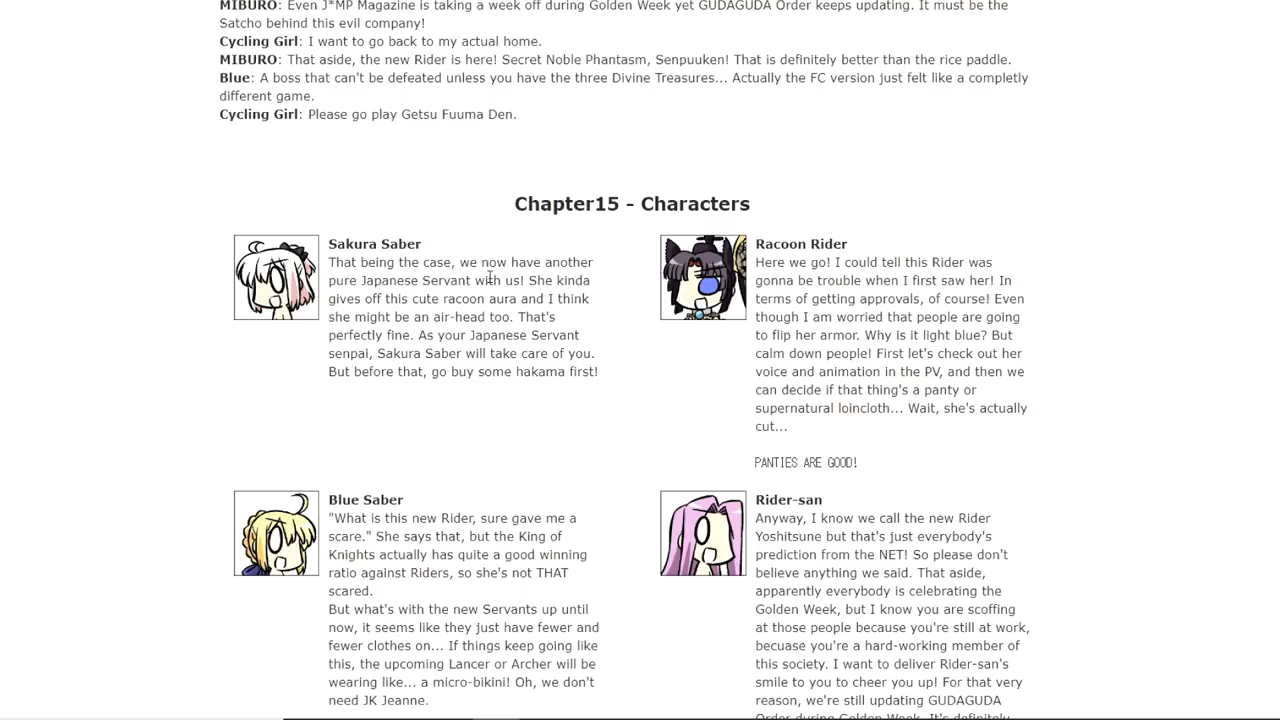 MIBURO: Even J*MP Magazine is taking a week off during Golden Week yet GUDAGUDA Order keeps updating. It must be the
Satcho behind this evil company!
Cycling Girl: I want to go back to my actual home.
MIBURO: That aside, the new Rider is here! Secret Noble Phantasm, Senpuuken! That is definitely better than the rice paddle.
Blue: A boss that can't be defeated unless you have the three Divine Treasures... Actually the FC version just felt like a completly
different game.
Cycling Girl: Please go play Getsu Fuuma Den.
Chapter15 - Characters
Sakura Saber
That being the case, we now have another
pure Japanese Servant with us! She kinda
gives off this cute racoon aura and I think
she might be an air-head too. That's
perfectly fine. As your Japanese Servant
senpai, Sakura Saber will take care of you.
But before that, go buy some hakama first!
Racoon Rider
Here we go! I could tell this Rider was
gonna be trouble when I first saw her! In
terms of getting approvals, of course! Even
though I am worried that people are going
to flip her armor. Why is it light blue? But
calm down people! First let's check out her
voice and animation in the PV, and then we
can decide if that thing's a panty or
supernatural loincloth... Wait, she's actually
cut...
PANTIES ARE GOOD!
Blue Saber
"What is this new Rider, sure gave me a
scare." She says that, but the King of
Knights actually has quite a good winning
ratio against Riders, so she's not THAT
scared.
But what's with the new Servants up until
now, it seems like they just have fewer and
fewer clothes on... If things keep going like
this, the upcoming Lancer or Archer will be
wearing like... a micro-bikini! Oh, we don't
need JK Jeanne.
Rider-san
Anyway, I know we call the new Rider
Yoshitsune but that's just everybody's
prediction from the NET! So please don't
believe anything we said. That aside,
apparently everybody is celebrating the
Golden Week, but I know you are scoffing
at those people because you're still at work,
becuase you're a hard-working member of
this society. I want to deliver Rider-san's
smile to you to cheer you up! For that very
reason, we're still updating GUDAGUDA
Order during Golden Week. It's definitely